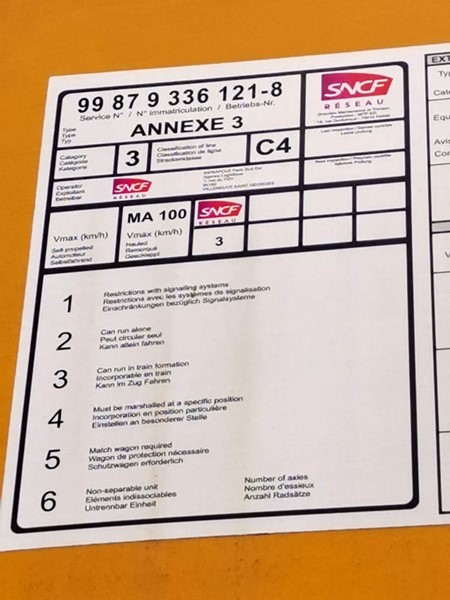 99 87 9 336 121-8
Service N° / N° immatriculation / Betriebs-Nr.
SNCF
RÉSEAU
Type
Type
Typ
ANNEXE 3
Category
Catégorie
Kategorie
3
Classification of line
Classification de ligne
Streckenklasse
C4
Operator
Exploitant
Betreiber
SNCF
RÉSEAU
VILLENEUVE SAINT GEORGES
Vmax (km/h)
Self-propelled
Automoteur
Selbstfahrend
MA 100
Vmax (km/h)
Hauled
Remorqué
Geschleppt
SNCF
RÉSEAU
3
1
Restrictions with signalling systems
Restrictions avec les systèmes de signalisation
Einschränkungen bezüglich Signalsysteme
2
Can run alone
Peut circuler seul
Kann allein fahren
3
Can run in train formation
Incorporable en train
Kann im Zug Fahren
4
Must be marshalled at a specific position
Incorporation en position particulière
Einstellen an besonderer Stelle
5
Match wagon required
Wagon de protection nécessaire
Schutzwagen erforderlich
6
Non-separable unit
Eléments indissociables
Untrennbar Einheit
Number of axles
Nombre d'essieux
Anzahl Radsätze